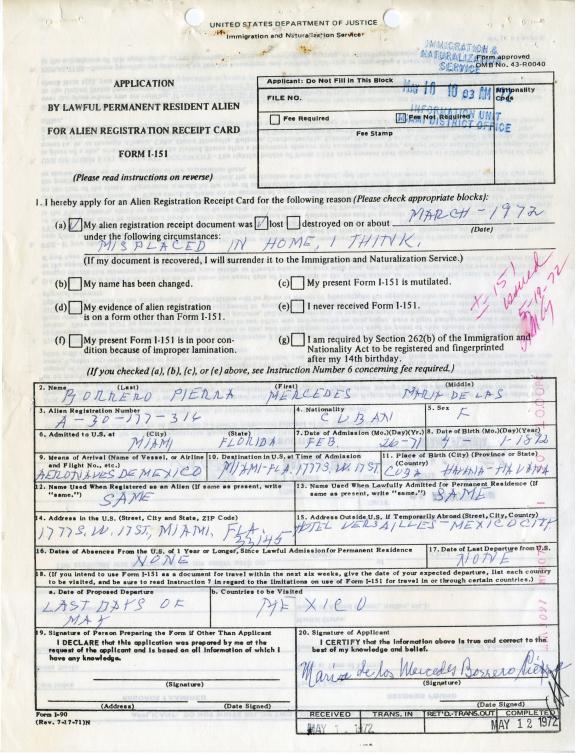 UNITED STATES DEPARTMENT OF JUSTICE
Immigration and Naturalization Service
IMMIGRATION &
NATURALIZATION
SERVICE
Form approved
OMB No. 43-R0040
APPLICATION
BY LAWFUL PERMANENT RESIDENT ALIEN
FOR ALIEN REGISTRATION RECEIPT CARD
FORM I-151
(Please read instructions on reverse)
Applicant: Do Not Fill In This Block
FILE NO.
MAY 10 10 03 AM
Nationality
Code
INFORMATION UNIT
MIAMI DISTRICT OFFICE
Fee Required
Fee Not Required
Fee Stamp
1. I hereby apply for an Alien Registration Receipt Card for the following reason (Please check appropriate blocks):
(a) My alien registration receipt document was lost destroyed on or about MARCH - 1972
(Date)
under the following circumstances:
MISPLACED IN HOME, I THINK.
(If my document is recovered, I will surrender it to the Immigration and Naturalization Service.)
(b) My name has been changed.
(c) My present Form I-151 is mutilated.
(d) My evidence of alien registration
is on a form other than Form I-151.
(e) I never received Form I-151.
(f) My present Form I-151 is in poor con-
dition because of improper lamination.
(g) I am required by Section 262(b) of the Immigration and
Nationality Act to be registered and fingerprinted
after my 14th birthday.
I-151
issued
5-12-72
(If you checked (a), (b), (c), or (e) above, see Instruction Number 6 concerning fee required.)
2. Name (Last) (First) (Middle)
BORRERO PIERRA MERCEDES MARIA DE LAS
3. Alien Registration Number
A-30-177-316
4. Nationality
CUBAN
5. Sex
F
6. Admitted to U.S. at (City) (State)
MIAMI FLORIDA
7. Date of Admission (Mo.)(Day)(Yr.)
FEB. 26-71
8. Date of Birth (Mo.)(Day)(Year)
9. Means of Arrival (Name of Vessel, or Airline
and Flight No., etc.)
AERONAVES DE MEXICO
10. Destination in U.S. at Time of Admission
MIAMI-FLA. 1777 S.W. 17 ST
11. Place of Birth (City) (Province or State)
(Country)
CUBA HAVANA-HAVANA
12. Name Used When Registered as an Alien (If same as present, write
"same.")
SAME
13. Name Used When Lawfully Admitted for Permanent Residence (If
same as present, write "same.")
SAME
14. Address in the U.S. (Street, City and State, ZIP Code)
1777 S.W. 17 ST, MIAMI, FLA.
33145
15. Address Outside U.S. if Temporarily Abroad (Street, City, Country)
HOTEL VERSAILLES-MEXICO CITY
16. Dates of Absences From the U.S. of 1 Year or Longer, Since Lawful Admission for Permanent Residence
NONE
17. Date of Last Departure from U.S.
NONE
18. (If you intend to use Form I-151 as a document for travel within the next six weeks, give the date of your expected departure, list each country
to be visited, and be sure to read Instruction 7 in regard to the limitations on use of Form I-151 for travel in or through certain countries.)
a. Date of Proposed Departure
LAST DAYS OF
MAY
b. Countries to be Visited
MEXICO
19. Signature of Person Preparing the Form if Other Than Applicant
I DECLARE that this application was prepared by me at the
request of the applicant and is based on all information of which I
have any knowledge.
(Signature)
(Address) (Date Signed)
20. Signature of Applicant
I CERTIFY that the information above is true and correct to the
best of my knowledge and belief.
Maria de las Mercedes Borrero Pierra
(Signature)
(Date Signed)
Form I-90
(Rev. 7-17-71)N
RECEIVED TRANS. IN RET'D.-TRANS. OUT COMPLETED
1972 MAY 12 1972